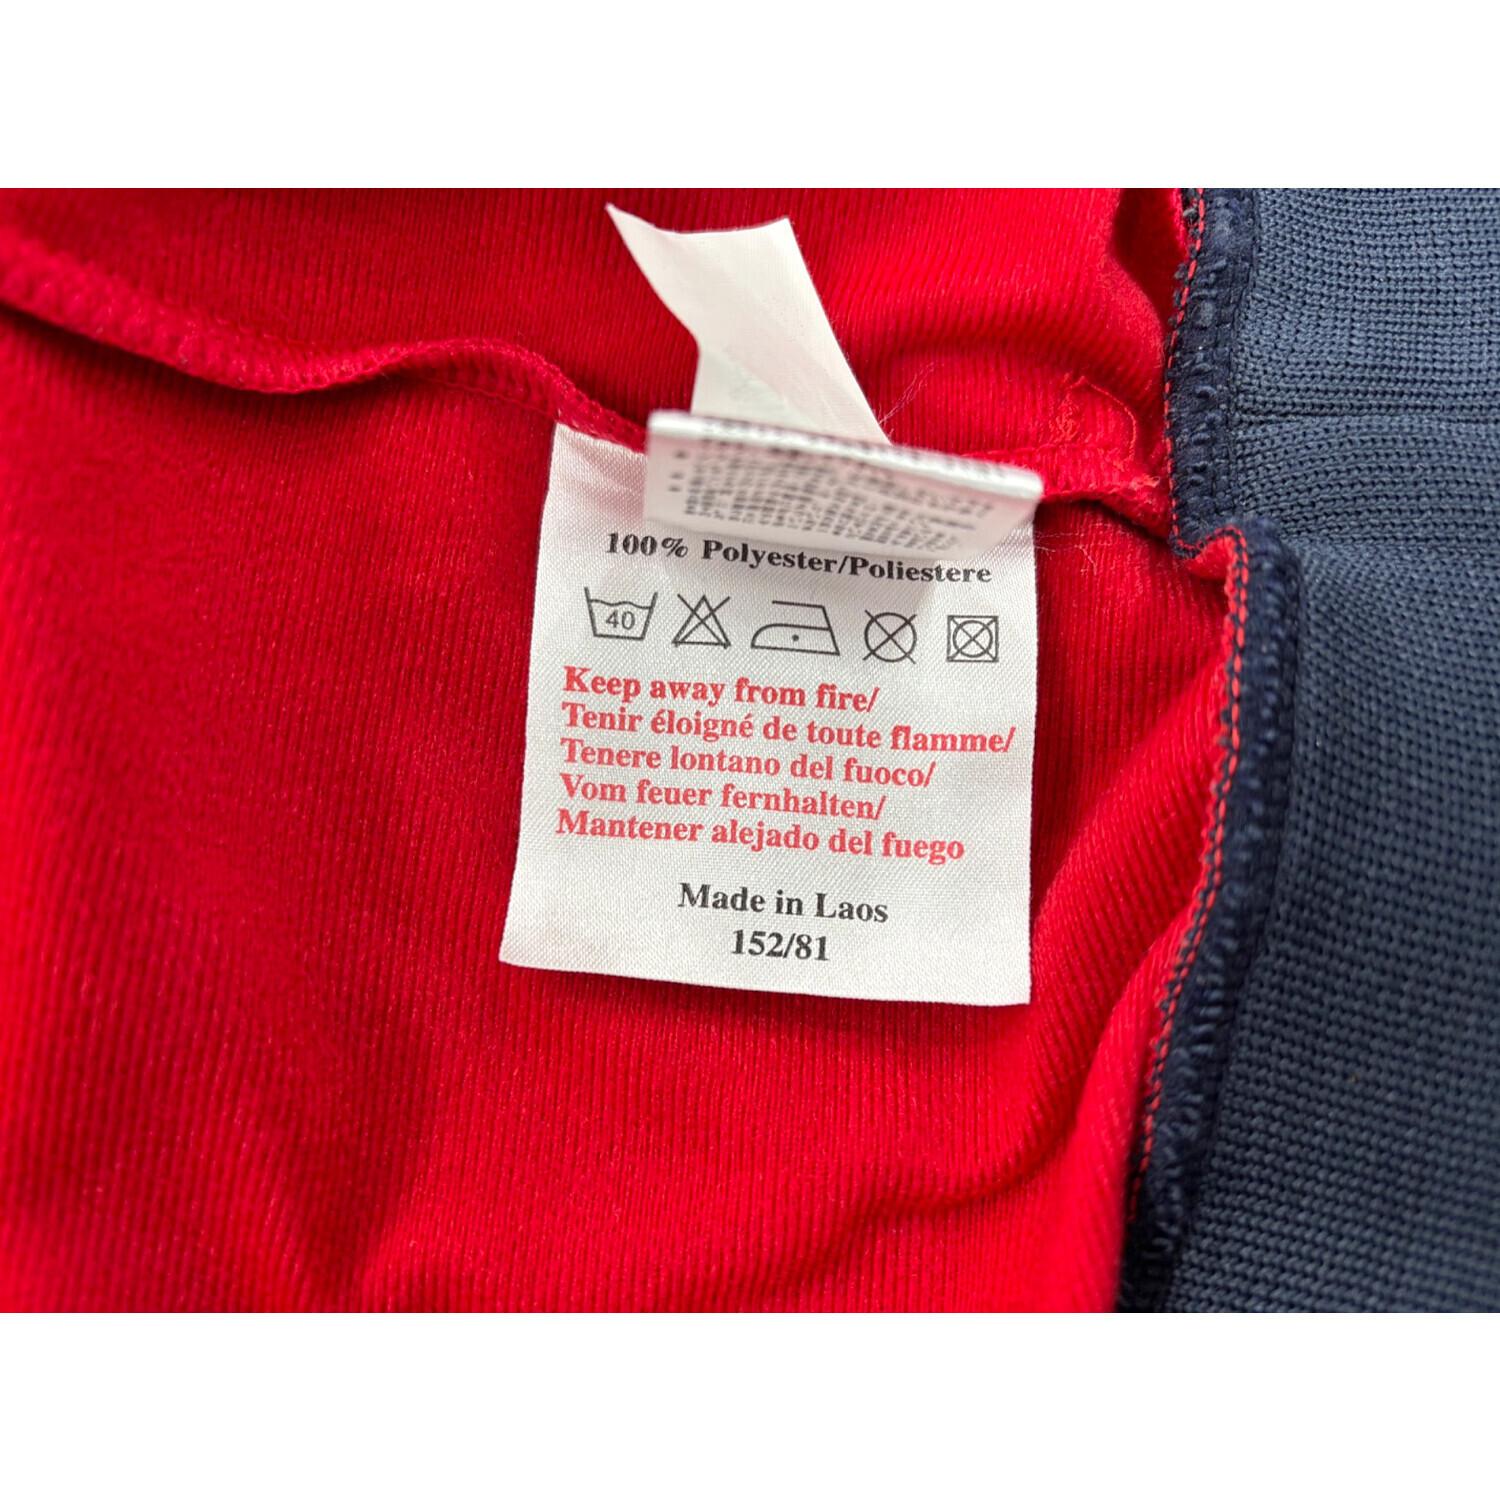 100% Polyester/Poliestere
40
Keep away from fire/
Tenir éloigné de toute flamme/
Tenere lontano del fuoco/
Vom feuer fernhalten/
Mantener alejado del fuego
Made in Laos
152/81